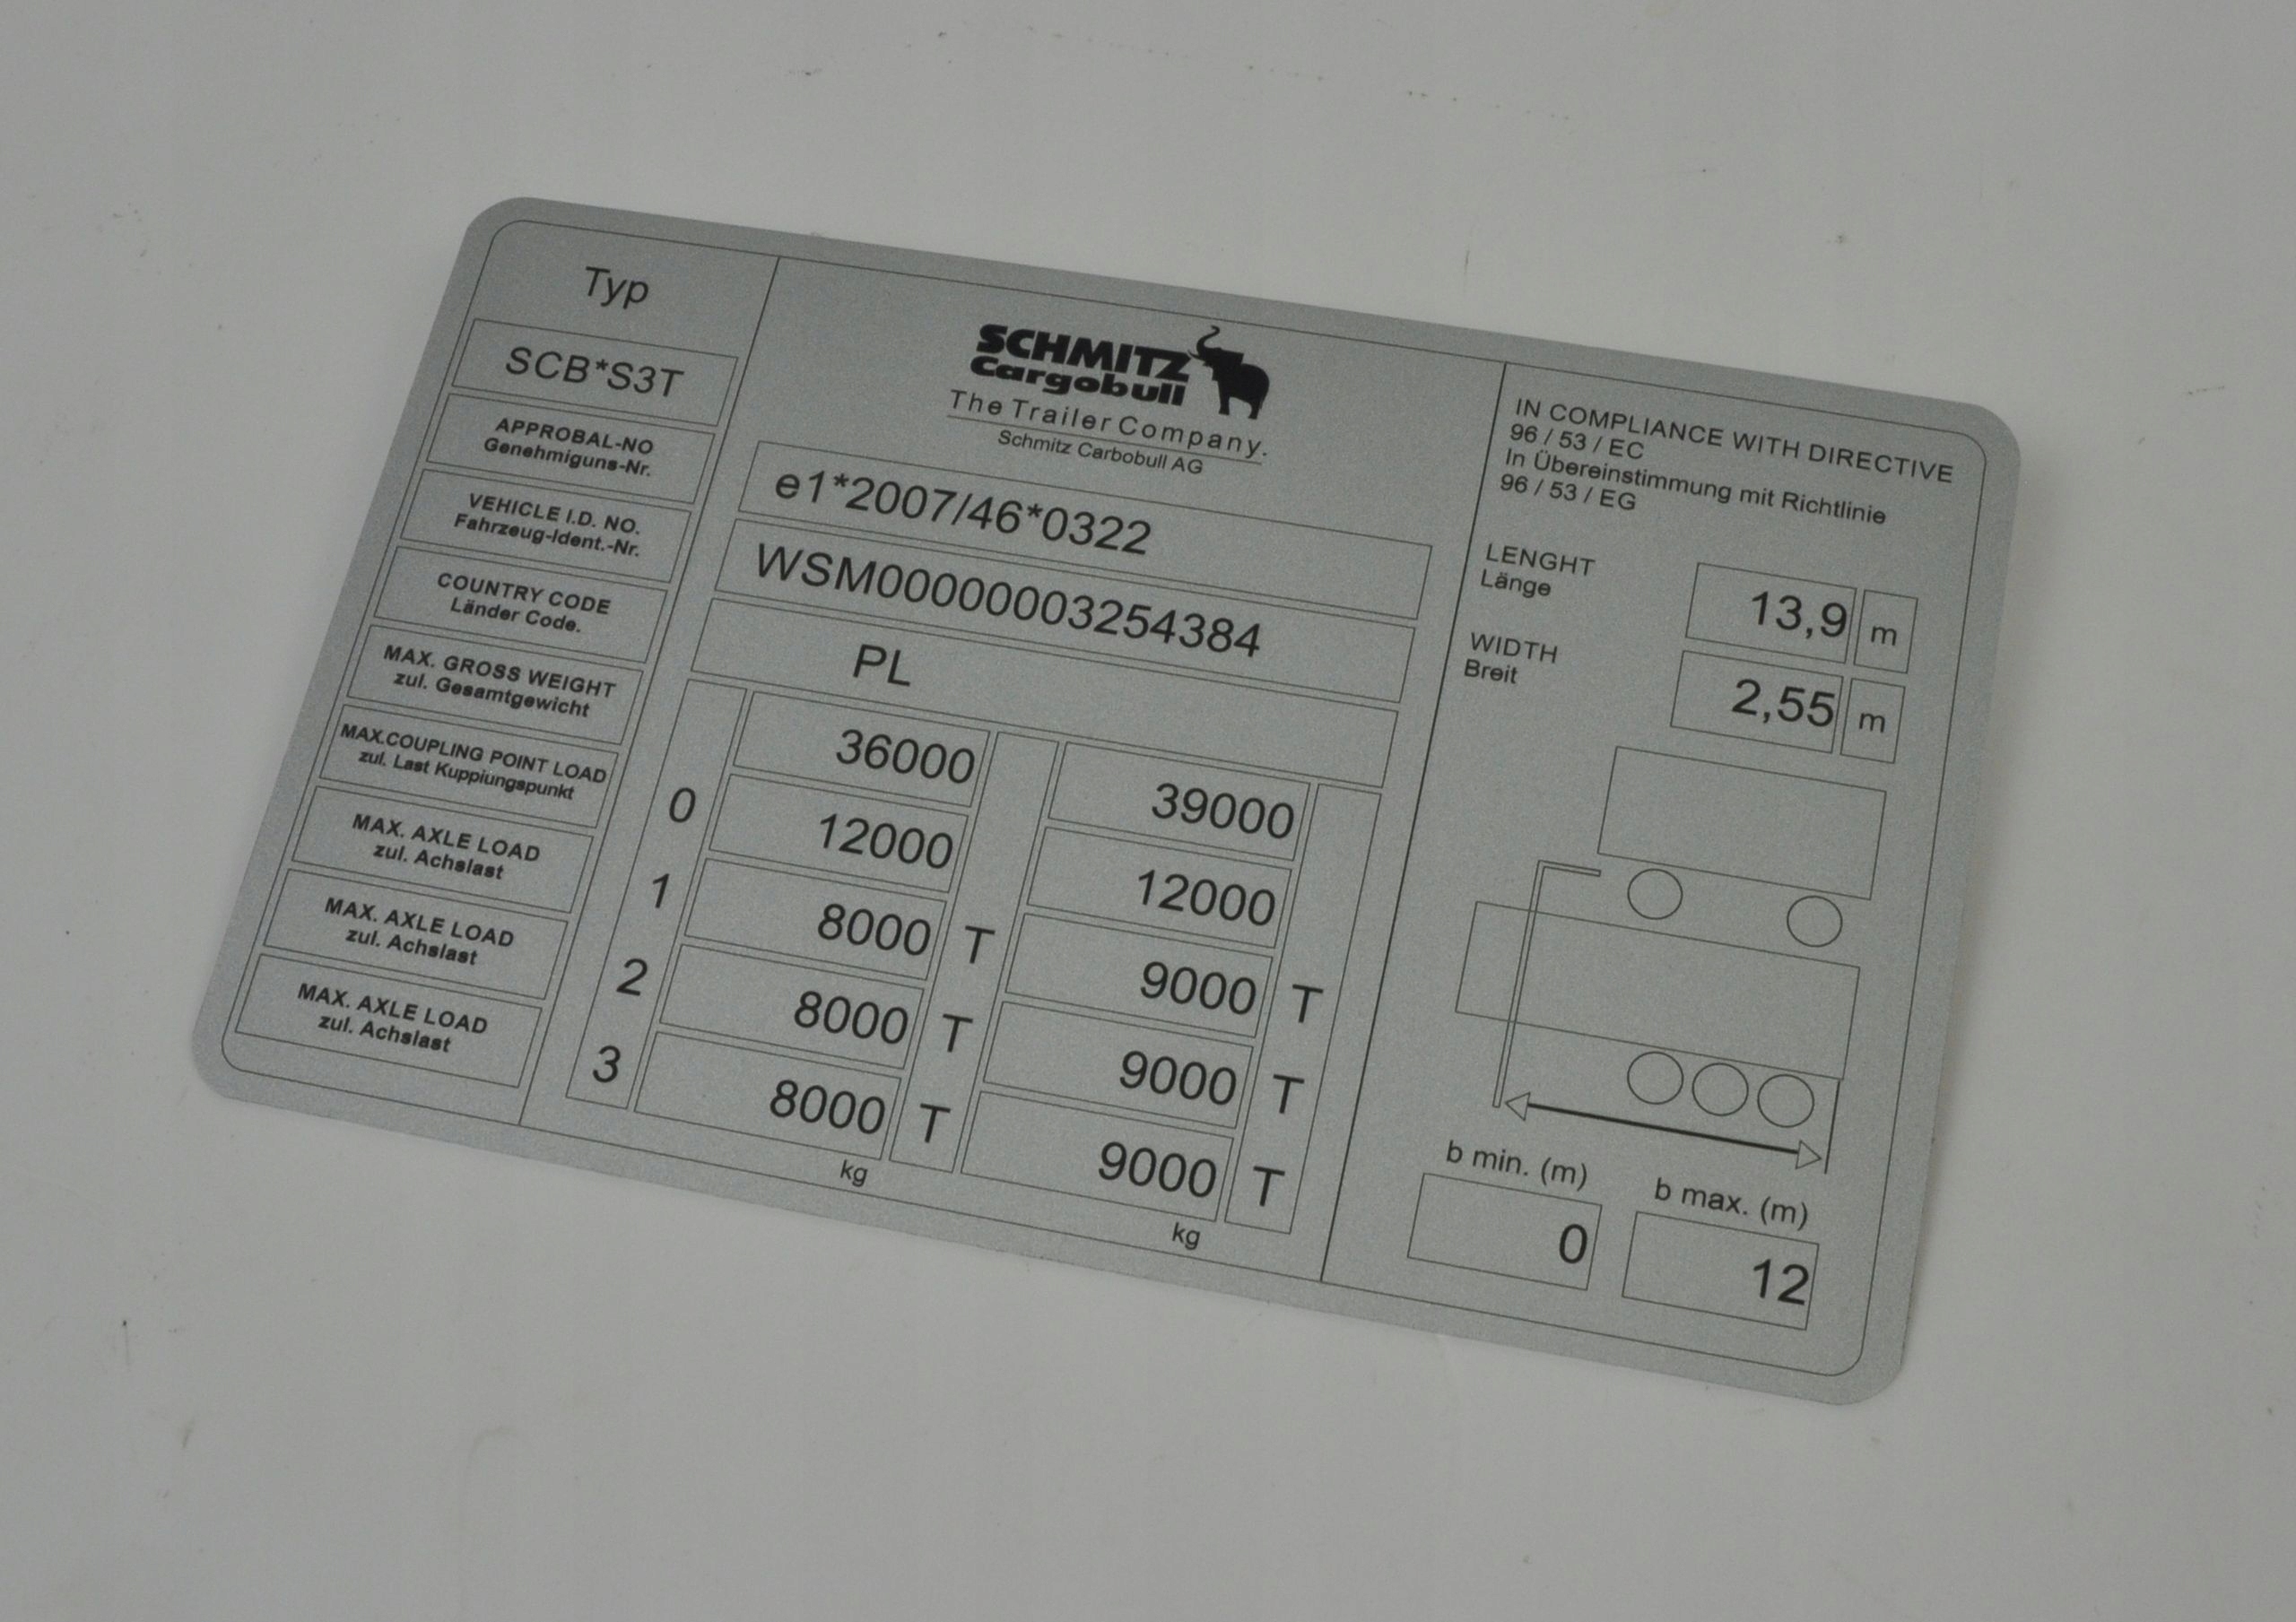 Typ
SCB*S3T
APPROBAL-NO
Genehmiguns-Nr.
VEHICLE I.D. NO.
Fahrzeug-Ident.-Nr.
COUNTRY CODE
Länder Code.
MAX. GROSS WEIGHT
zul. Gesamtgewicht
MAX.COUPLING POINT LOAD
zul. Last Kuppiungspunkt
MAX. AXLE LOAD
zul. Achslast
MAX. AXLE LOAD
zul. Achslast
MAX. AXLE LOAD
zul. Achslast
SCHMITZ
Cargobull
The Trailer Company.
Schmitz Carbobull AG
e1*2007/46*0322
WSM00000003254384
PL
36000 39000
0 12000 12000
1 8000 T 9000 T
2 8000 T 9000 T
3 8000 T 9000 T
kg kg
IN COMPLIANCE WITH DIRECTIVE
96 / 53 / EC
In Übereinstimmung mit Richtlinie
96 / 53 / EG
LENGHT
Länge
13,9 m
WIDTH
Breit
2,55 m
b min. (m) b max. (m)
0 12